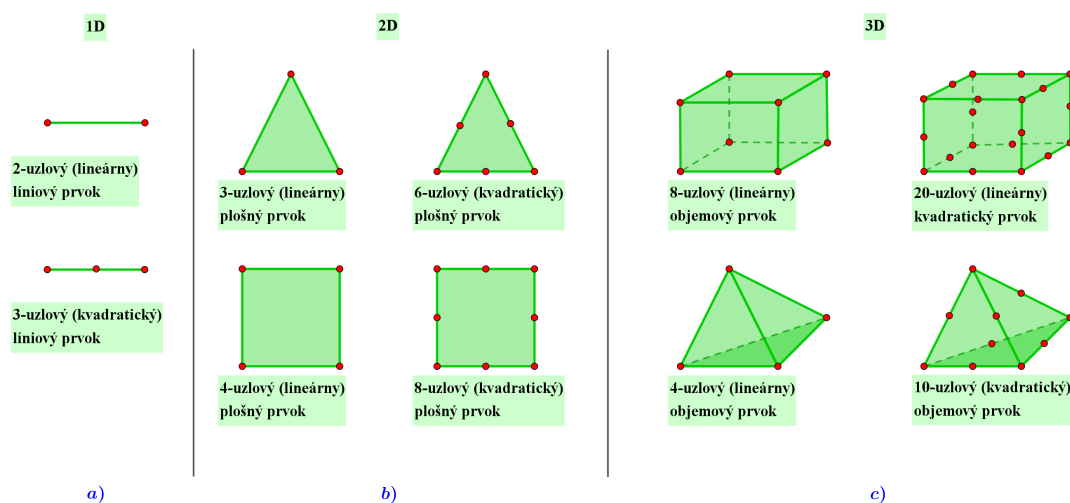 1D
2-uzlový (lineárny)
líniový prvok
3-uzlový (kvadratický)
líniový prvok
a)
2D
3-uzlový (lineárny)
plošný prvok
6-uzlový (kvadratický)
plošný prvok
4-uzlový (lineárny)
plošný prvok
8-uzlový (kvadratický)
plošný prvok
b)
3D
8-uzlový (lineárny)
objemový prvok
20-uzlový (lineárny)
kvadratický prvok
4-uzlový (lineárny)
objemový prvok
10-uzlový (kvadratický)
objemový prvok
c)